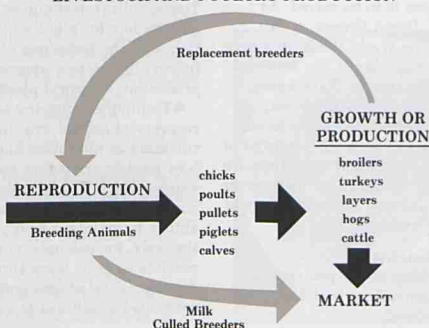 Replacement breeders
GROWTH OR
PRODUCTION
broilers
turkeys
layers
hogs
cattle
REPRODUCTION
Breeding Animals
chicks
poults
pullets
piglets
calves
MARKET
Milk
Culled Breeders